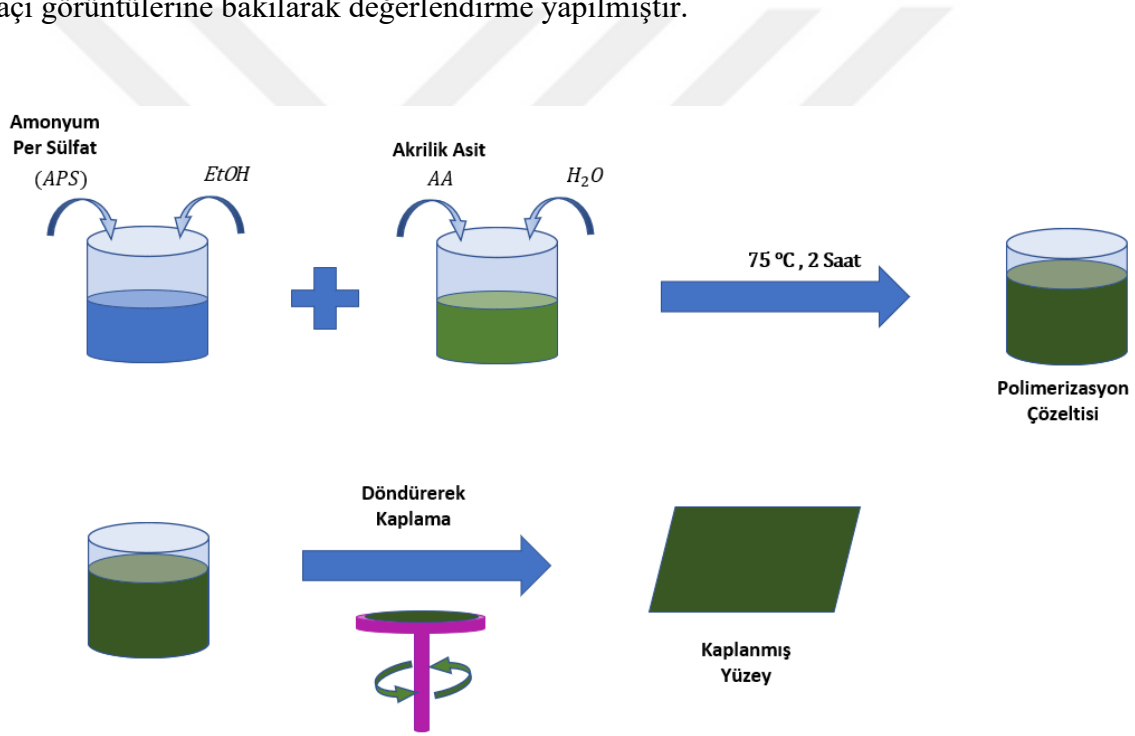 açı görüntülerine bakılarak değerlendirme yapılmıştır.
Amonyum
Per Sülfat
(APS)
EtOH
Akrilik Asit
AA
H₂O
75 ºC , 2 Saat
Polimerizasyon
Çözeltisi
Döndürerek
Kaplama
Kaplanmış
Yüzey